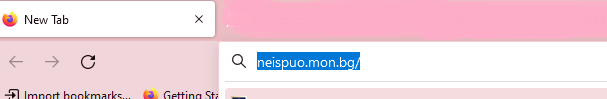 New Tab
neispuo.mon.bg/
Import bookmarks... Getting Sta